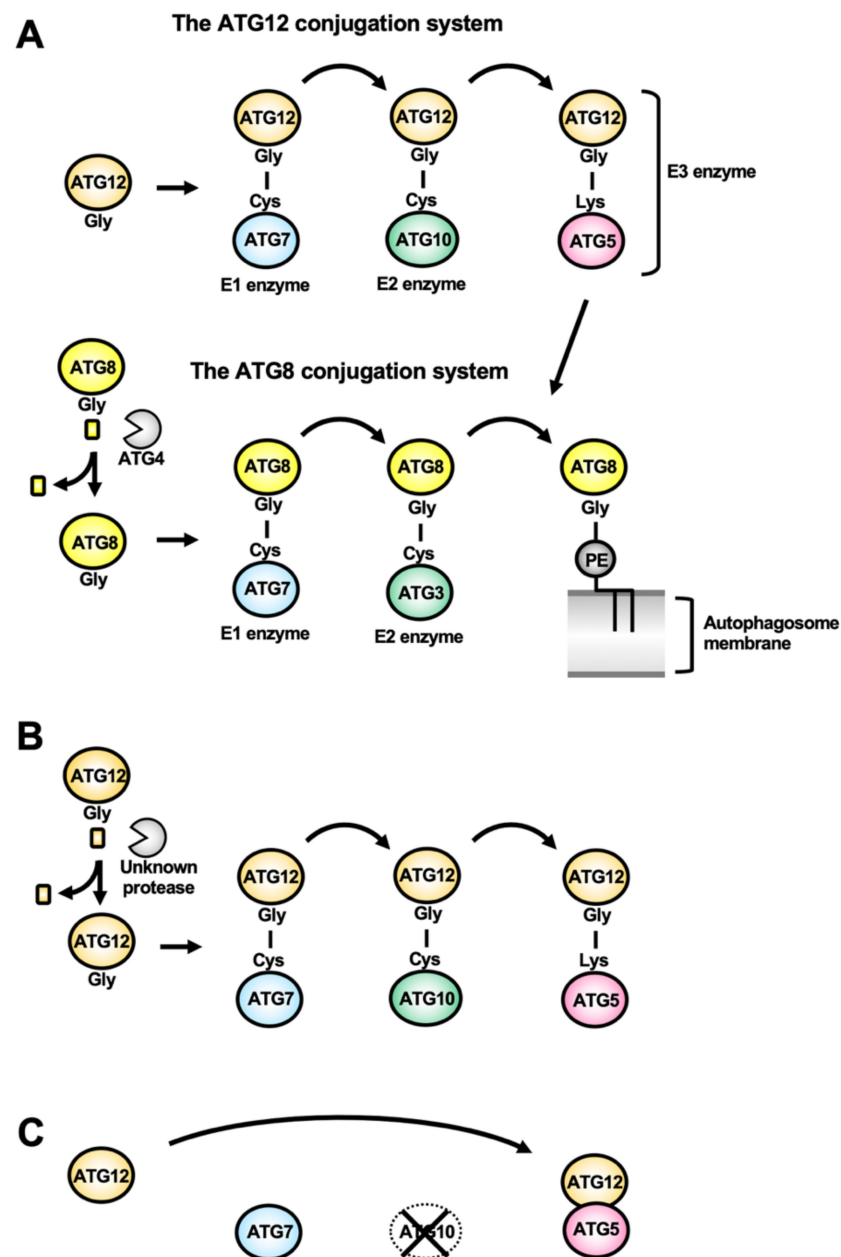 A
The ATG12 conjugation system
ATG12
Gly
ATG12
Gly
Cys
ATG7
E1 enzyme
ATG12
Gly
Cys
ATG10
E2 enzyme
ATG12
Gly
Lys
ATG5
E3 enzyme
The ATG8 conjugation system
ATG8
Gly
ATG4
ATG8
Gly
ATG8
Gly
Cys
ATG7
E1 enzyme
ATG8
Gly
Cys
ATG3
E2 enzyme
ATG8
Gly
PE
Autophagosome
membrane
B
ATG12
Gly
Unknown
protease
ATG12
Gly
ATG12
Gly
Cys
ATG7
ATG12
Gly
Cys
ATG10
ATG12
Gly
Lys
ATG5
C
ATG12
ATG7
ATG10
ATG12
ATG5